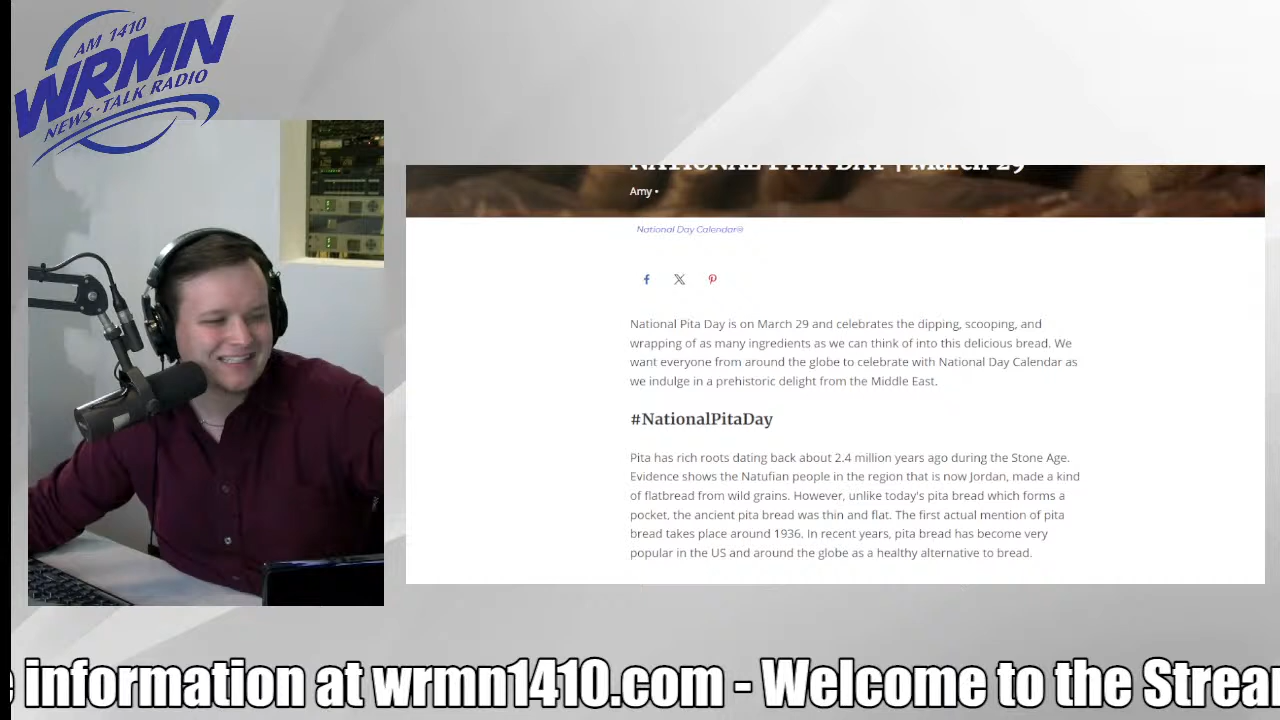 AM 1410
WRMN
NEWS·TALK RADIO
NATIONAL PITA DAY | March 29
Amy •
National Day Calendar®
National Pita Day is on March 29 and celebrates the dipping, scooping, and
wrapping of as many ingredients as we can think of into this delicious bread. We
want everyone from around the globe to celebrate with National Day Calendar as
we indulge in a prehistoric delight from the Middle East.
#NationalPitaDay
Pita has rich roots dating back about 2.4 million years ago during the Stone Age.
Evidence shows the Natufian people in the region that is now Jordan, made a kind
of flatbread from wild grains. However, unlike today's pita bread which forms a
pocket, the ancient pita bread was thin and flat. The first actual mention of pita
bread takes place around 1936. In recent years, pita bread has become very
popular in the US and around the globe as a healthy alternative to bread.
information at wrmn1410.com - Welcome to the Strea